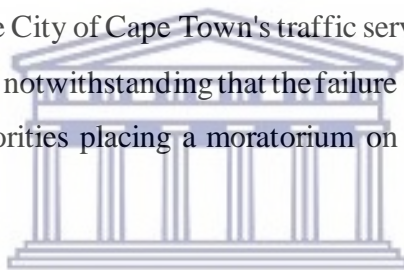 e City of Cape Town's traffic serv
notwithstanding that the failure
orities placing a moratorium on